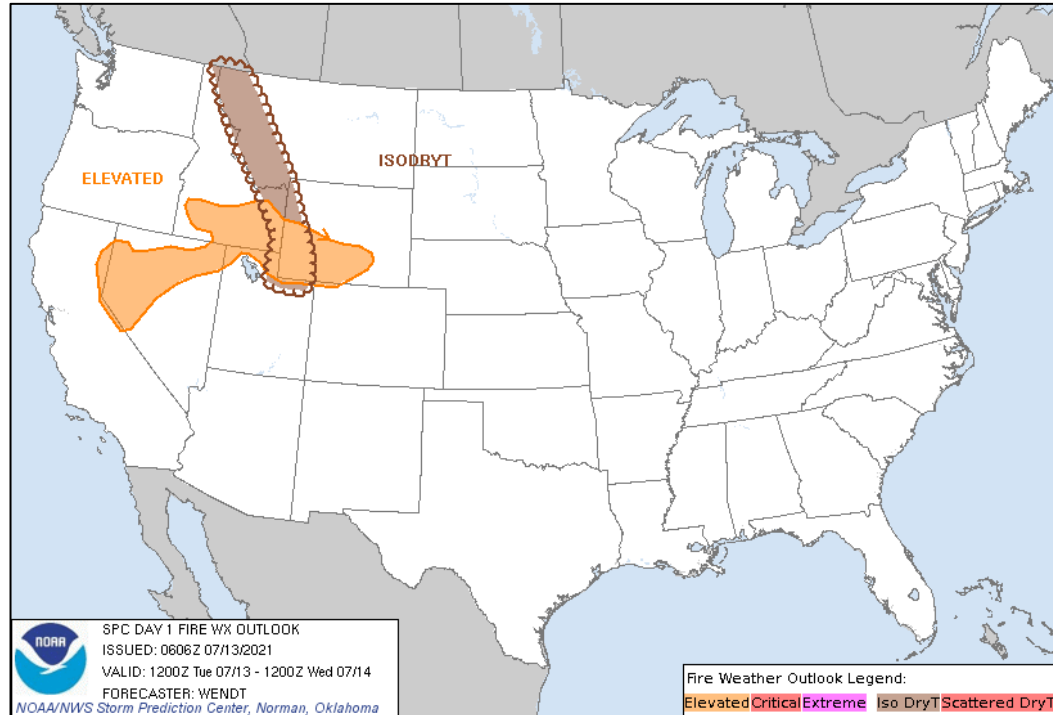 ELEVATED
ISODRYT
NOAA
SPC DAY 1 FIRE WX OUTLOOK
ISSUED: 0606Z 07/13/2021
VALID: 1200Z Tue 07/13 - 1200Z Wed 07/14
FORECASTER: WENDT
NOAA/NWS Storm Prediction Center, Norman, Oklahoma
Fire Weather Outlook Legend:
Elevated Critical Extreme Iso DryT Scattered DryT